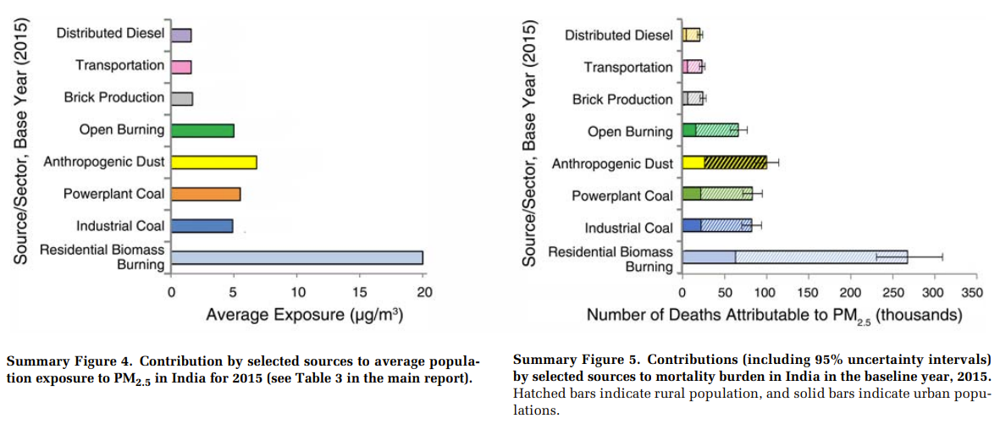 Source/Sector, Base Year (2015)
Distributed Diesel
Transportation
Brick Production
Open Burning
Anthropogenic Dust
Powerplant Coal
Industrial Coal
Residential Biomass
Burning
0 5 10 15 20
Average Exposure (µg/m³)
Summary Figure 4. Contribution by selected sources to average popula-
tion exposure to PM2.5 in India for 2015 (see Table 3 in the main report).
Source/Sector, Base Year (2015)
Distributed Diesel
Transportation
Brick Production
Open Burning
Anthropogenic Dust
Powerplant Coal
Industrial Coal
Residential Biomass
Burning
0 50 100 150 200 250 300 350
Number of Deaths Attributable to PM2.5 (thousands)
Summary Figure 5. Contributions (including 95% uncertainty intervals)
by selected sources to mortality burden in India in the baseline year, 2015.
Hatched bars indicate rural population, and solid bars indicate urban popu-
lations.